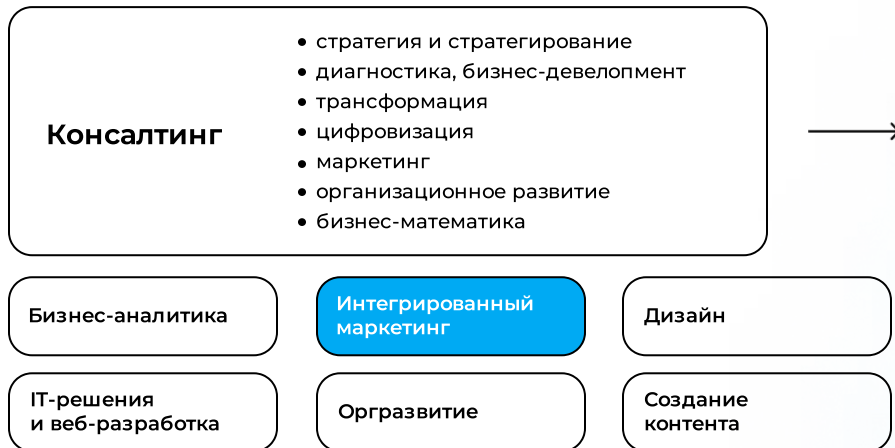 Консалтинг
• стратегия и стратегирование
• диагностика, бизнес-девелопмент
• трансформация
• цифровизация
• маркетинг
• организационное развитие
• бизнес-математика
Бизнес-аналитика
Интегрированный
маркетинг
Дизайн
IT-решения
и веб-разработка
Оргразвитие
Создание
контента